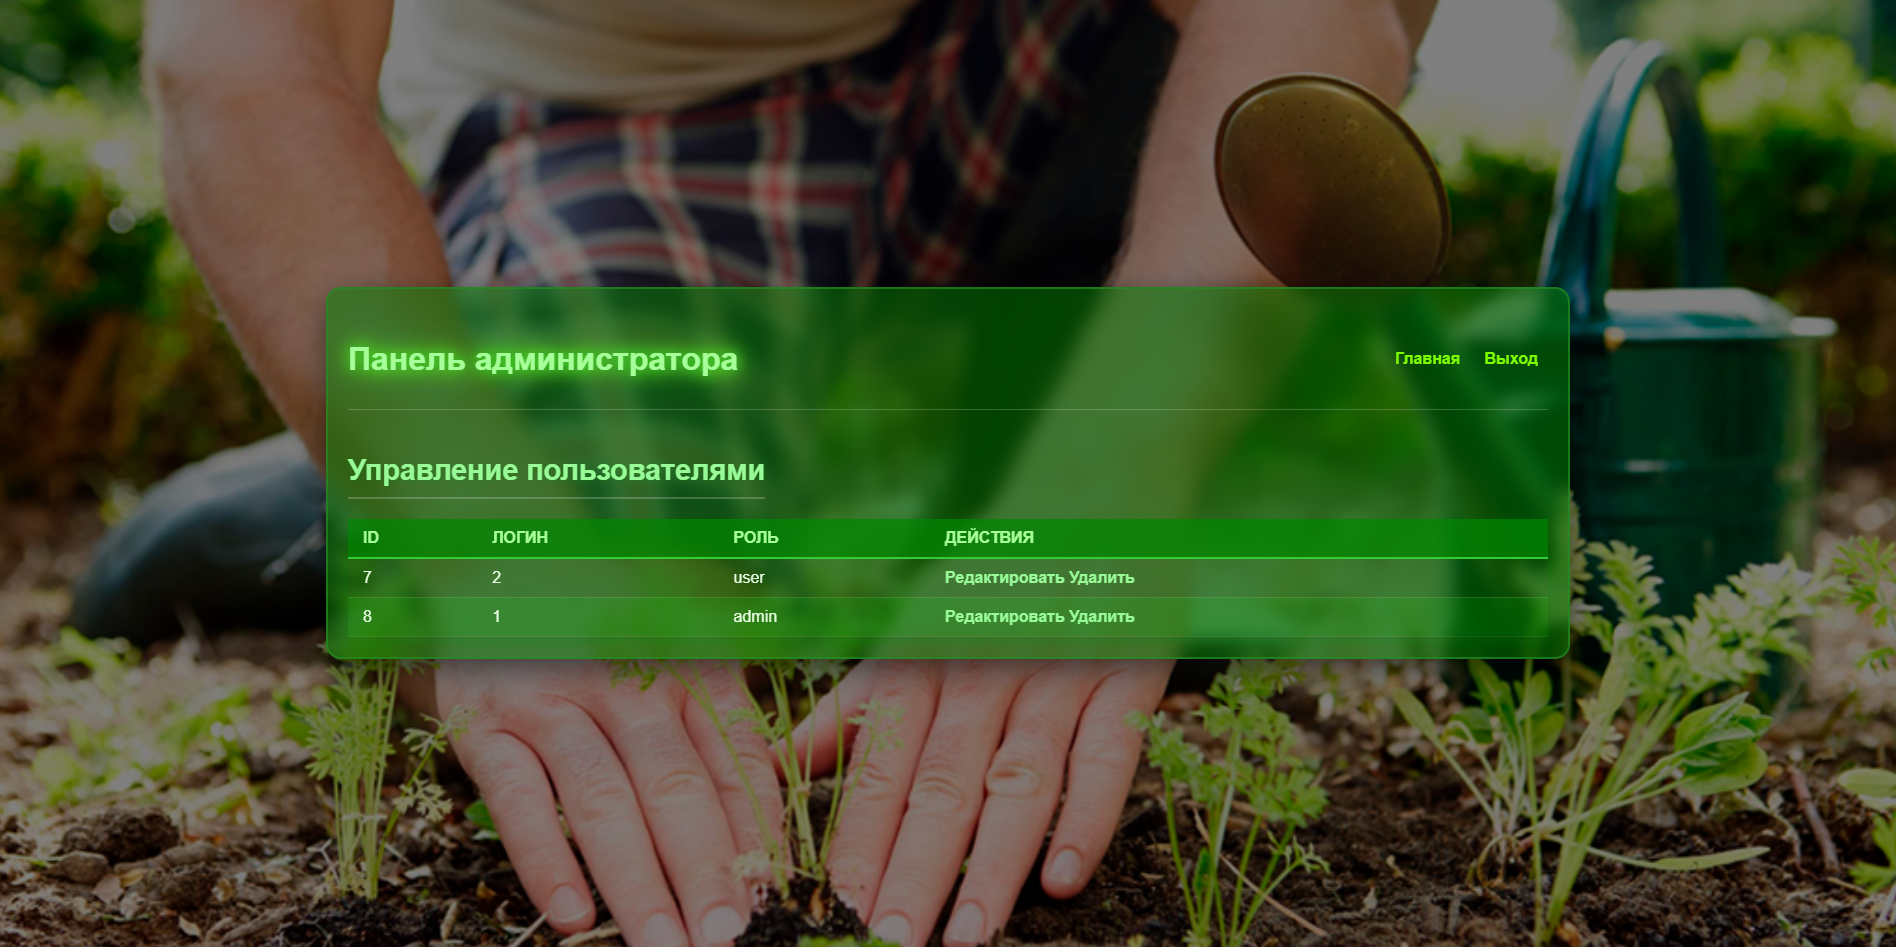 Панель администратора
Главная Выход
Управление пользователями
ID ЛОГИН РОЛЬ ДЕЙСТВИЯ
7 2 user Редактировать Удалить
8 1 admin Редактировать Удалить